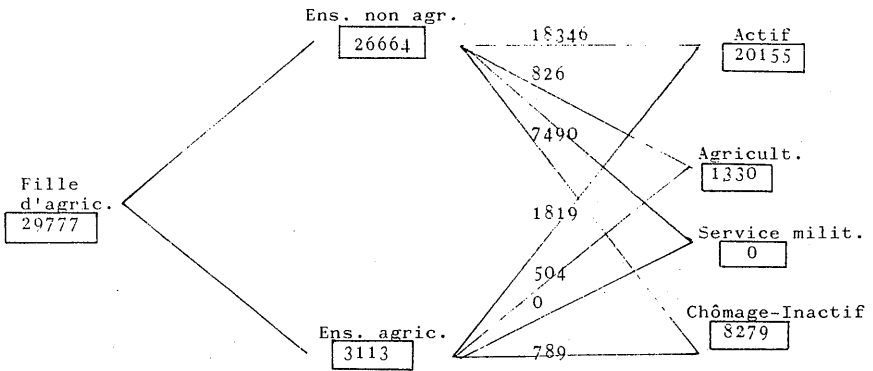 Ens. non agr.
26664
18346
826
7490
Actif
20155
Agricult.
1330
Fille
d'agric.
29777
1819
504
0
789
Service milit.
0
Ens. agric.
3113
Chômage-Inactif
8279